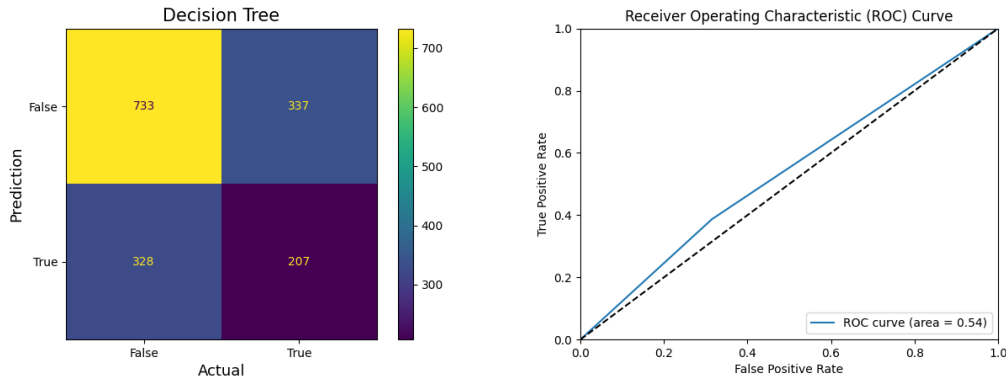 Decision Tree
Prediction
False
733
337
True
328
207
False
True
Actual
700
600
500
400
300
Receiver Operating Characteristic (ROC) Curve
True Positive Rate
1.0
0.8
0.6
0.4
0.2
0.0
ROC curve (area = 0.54)
0.0 0.2 0.4 0.6 0.8 1.0
False Positive Rate